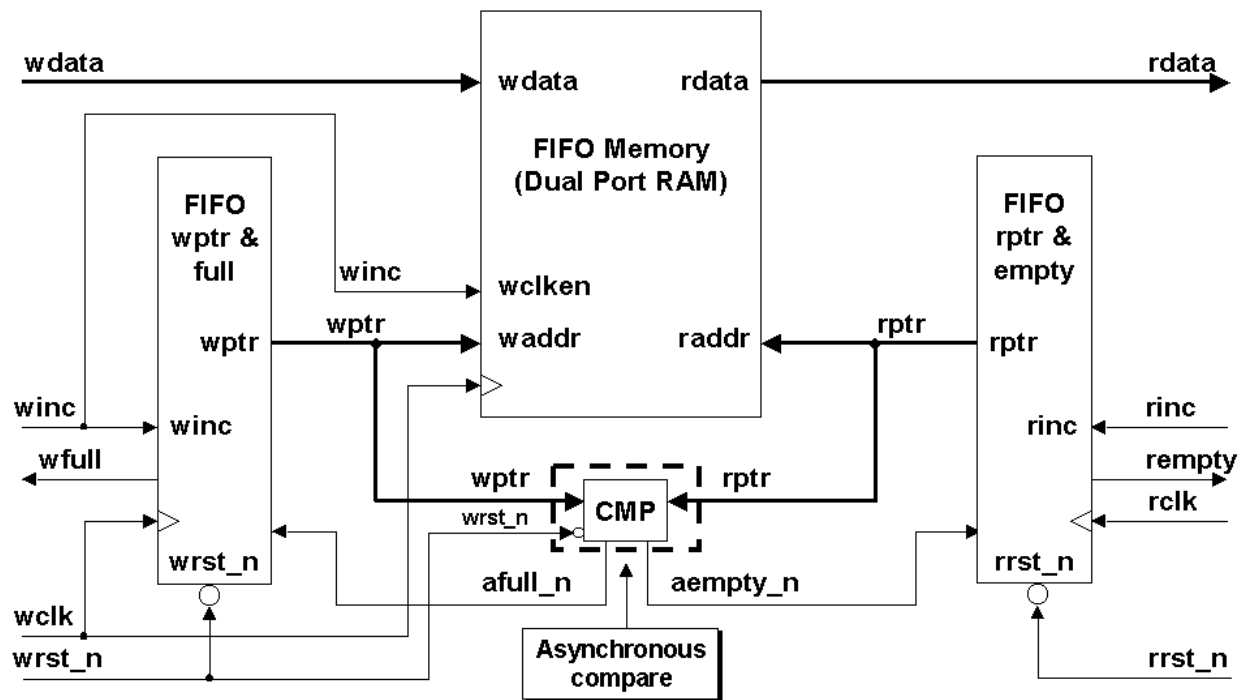 wdata
rdata
wdata
rdata
FIFO Memory
(Dual Port RAM)
FIFO
wptr &
full
FIFO
rptr &
empty
winc
wclken
wptr
waddr
raddr
rptr
wptr
rptr
winc
winc
rinc
rinc
wfull
rempty
wptr
rptr
CMP
wrst_n
rclk
wrst_n
rrst_n
afull_n
aempty_n
wclk
wrst_n
rrst_n
Asynchronous
compare